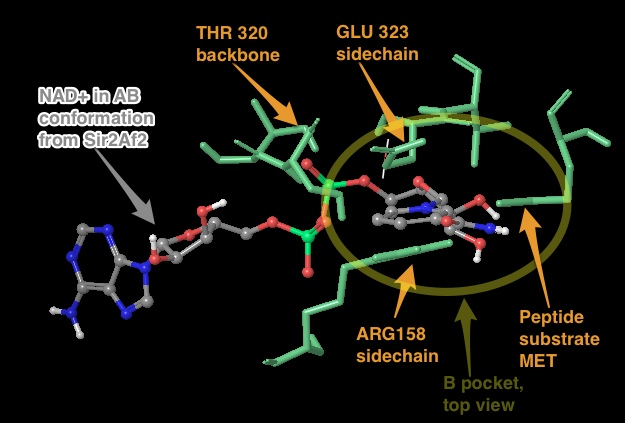 THR 320
backbone
GLU 323
sidechain
NAD+ in AB
conformation
from Sir2Af2
ARG158
sidechain
Peptide
substrate
MET
B pocket,
top view